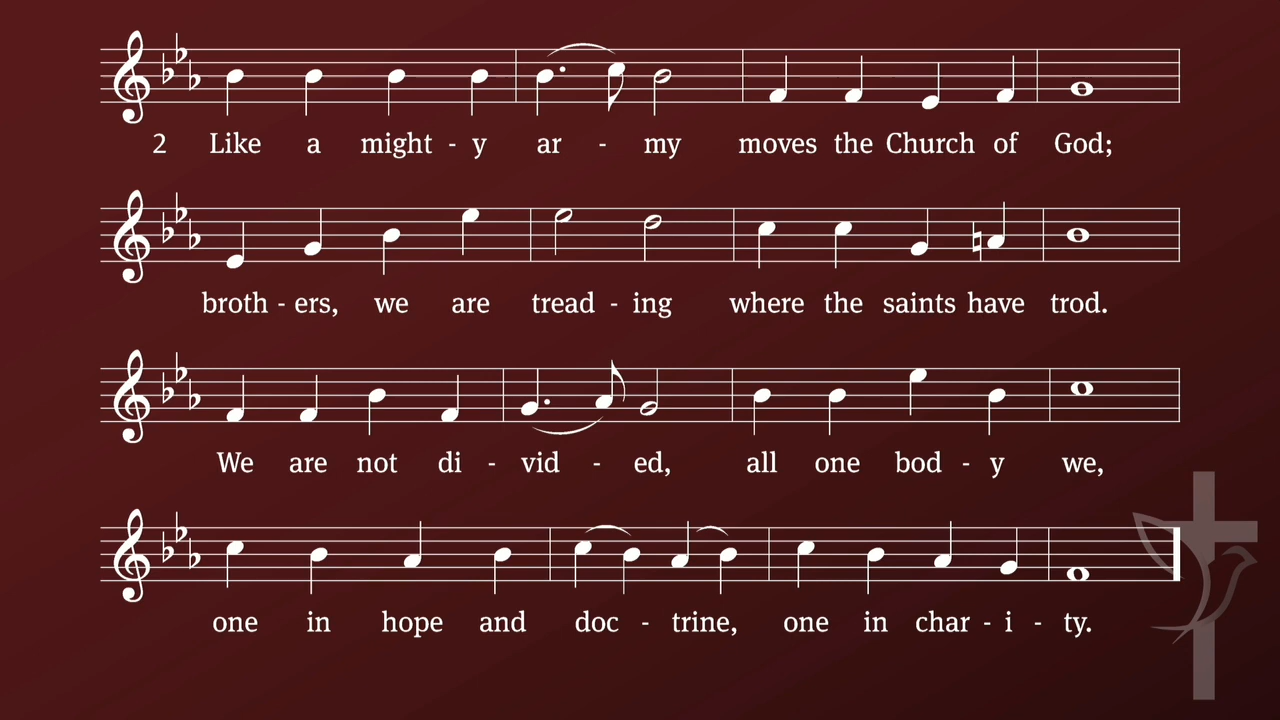 2 Like a might - y ar - my moves the Church of God;
broth - ers, we are tread - ing where the saints have trod.
We are not di - vid - ed, all one bod - y we,
one in hope and doc - trine, one in char - i - ty.